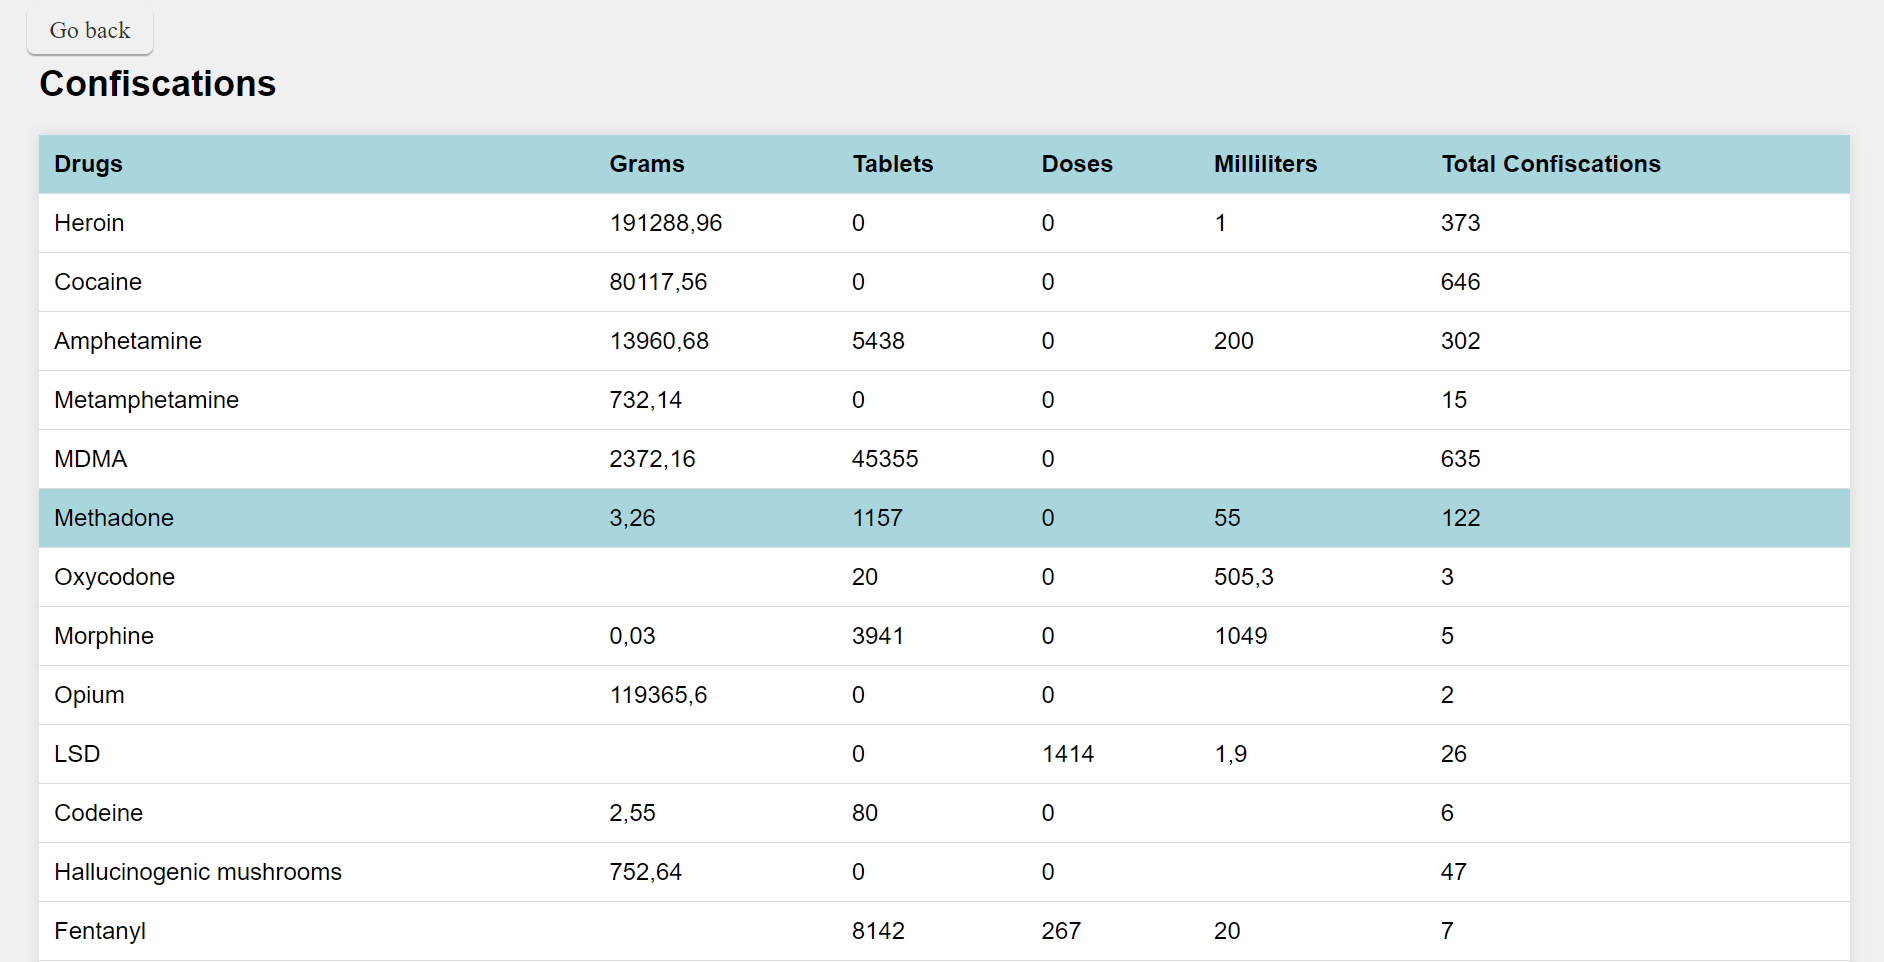 Go back
Confiscations
Drugs Grams Tablets Doses Milliliters Total Confiscations
Heroin 191288,96 0 0 1 373
Cocaine 80117,56 0 0 646
Amphetamine 13960,68 5438 0 200 302
Metamphetamine 732,14 0 0 15
MDMA 2372,16 45355 0 635
Methadone 3,26 1157 0 55 122
Oxycodone 20 0 505,3 3
Morphine 0,03 3941 0 1049 5
Opium 119365,6 0 0 2
LSD 0 1414 1,9 26
Codeine 2,55 80 0 6
Hallucinogenic mushrooms 752,64 0 0 47
Fentanyl 8142 267 20 7